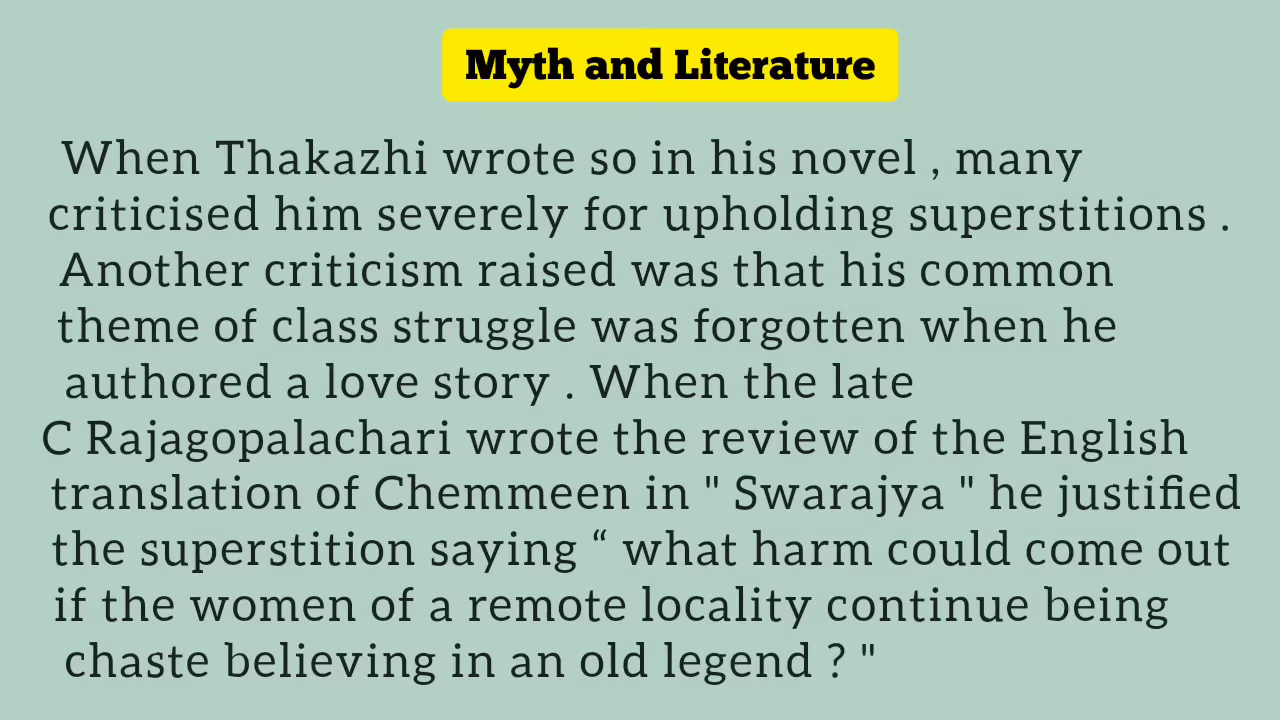 Myth and Literature
When Thakazhi wrote so in his novel , many
criticised him severely for upholding superstitions .
Another criticism raised was that his common
theme of class struggle was forgotten when he
authored a love story . When the late
C Rajagopalachari wrote the review of the English
translation of Chemmeen in " Swarajya " he justified
the superstition saying “ what harm could come out
if the women of a remote locality continue being
chaste believing in an old legend ? "